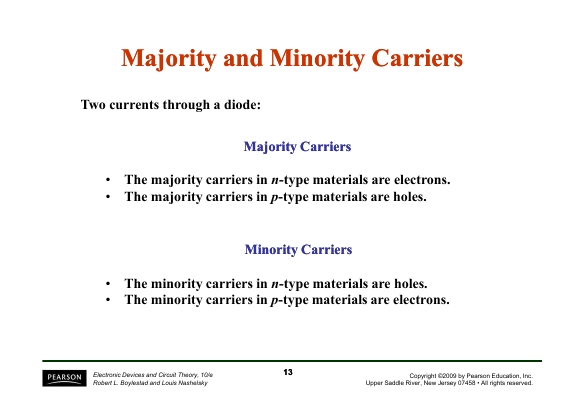 Majority and Minority Carriers
Two currents through a diode:
Majority Carriers
• The majority carriers in n-type materials are electrons.
• The majority carriers in p-type materials are holes.
Minority Carriers
• The minority carriers in n-type materials are holes.
• The minority carriers in p-type materials are electrons.
PEARSON
Electronic Devices and Circuit Theory, 10/e
Robert L. Boylestad and Louis Nashelsky
13
Copyright ©2009 by Pearson Education, Inc.
Upper Saddle River, New Jersey 07458 • All rights reserved.